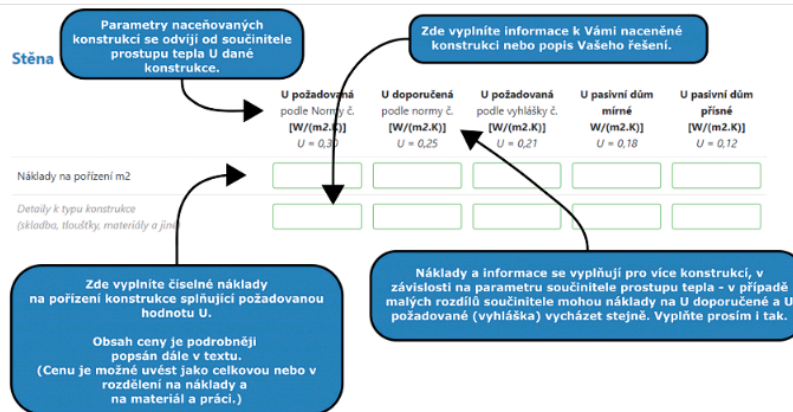 Parametry naceňovaných
konstrukci se odvíji od součinitele
prostupu tepla U dané
konstrukce.
Zde vyplníte informace k Vámi naceněné
konstrukci nebo popis Vašeho řešení.
Stěna
U požadovaná
podle Normy č.
[W/(m2.K)]
U = 0,30
U doporučená
podle normy č.
[W/(m2.K)]
U = 0,25
U požadovaná
podle vyhlášky č.
[W/(m2.K)]
U = 0,21
U pasivní dům
mírné
W/(m2.K)]
U = 0,18
U pasivní dům
přísné
[W/(m2.K)]
U = 0,12
Náklady na pořízení m2
Detaily k typu konstrukce
(skladba, tloušťky, materiály a jiné)
Zde vyplníte číselné náklady
na pořízení konstrukce splňující požadovanou
hodnotu U.
Obsah ceny je podrobněji
popsán dále v textu.
(Cenu je možné uvést jako celkovou nebo v
rozdělení na náklady a
na materiál a práci.)
Náklady a informace se vyplňují pro více konstrukcí, v
závislosti na parametru součinitele prostupu tepla - v případě
malých rozdílů součinitele mohou náklady na U doporučené a U
požadované (vyhláška) vycházet stejně. Vyplňte prosím i tak.